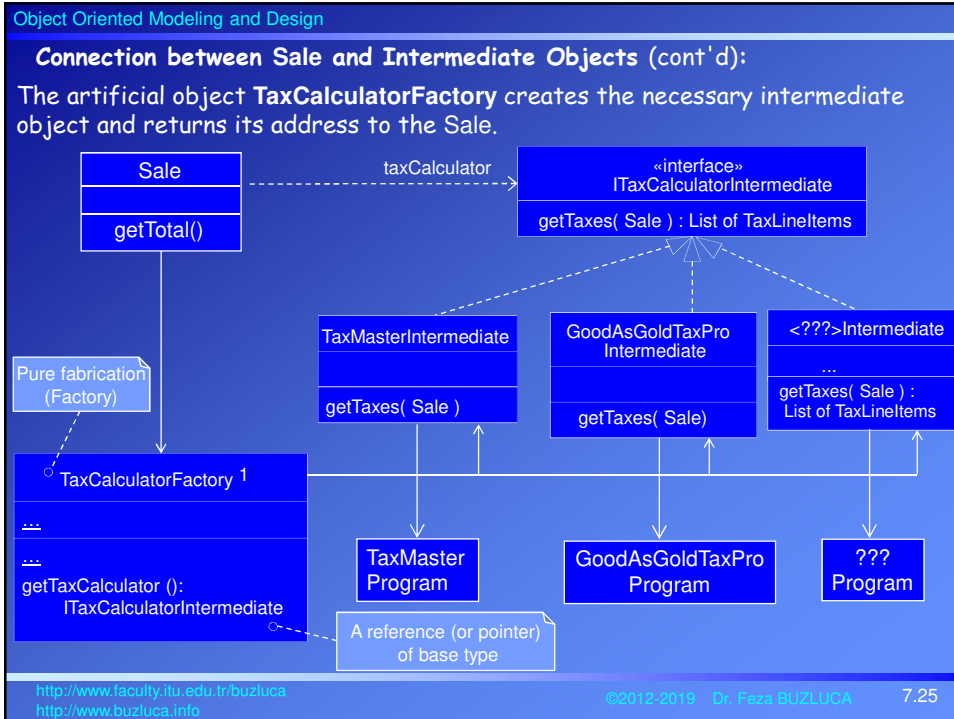 Object Oriented Modeling and Design
Connection between Sale and Intermediate Objects (cont'd):
The artificial object TaxCalculatorFactory creates the necessary intermediate
object and returns its address to the Sale.
Sale
getTotal()
taxCalculator
«interface»
ITaxCalculatorIntermediate
getTaxes( Sale ) : List of TaxLineItems
TaxMasterIntermediate
getTaxes( Sale )
GoodAsGoldTaxPro
Intermediate
getTaxes( Sale)
<???>Intermediate
...
getTaxes( Sale ) :
List of TaxLineItems
Pure fabrication
(Factory)
TaxCalculatorFactory 1
...
...
getTaxCalculator ():
ITaxCalculatorIntermediate
TaxMaster
Program
GoodAsGoldTaxPro
Program
???
Program
A reference (or pointer)
of base type
http://www.faculty.itu.edu.tr/buzluca
http://www.buzluca.info
©2012-2019 Dr. Feza BUZLUCA
7.25